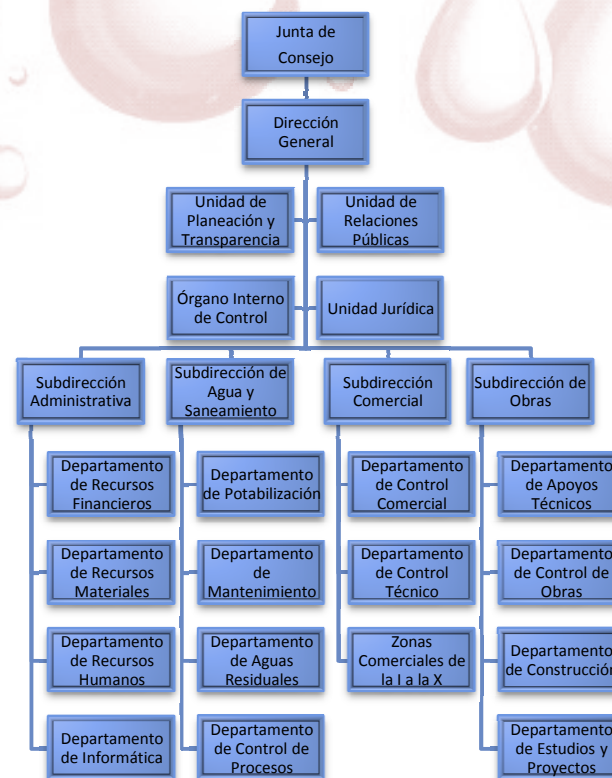 Junta de
Consejo
Dirección
General
Unidad de
Planeación y
Transparencia
Unidad de
Relaciones
Públicas
Órgano Interno
de Control
Unidad Jurídica
Subdirección
Administrativa
Subdirección de
Agua y
Saneamiento
Subdirección
Comercial
Subdirección de
Obras
Departamento
de Recursos
Financieros
Departamento
de Potabilización
Departamento
de Control
Comercial
Departamento
de Apoyos
Técnicos
Departamento
de Recursos
Materiales
Departamento
de
Mantenimiento
Departamento
de Control
Técnico
Departamento
de Control de
Obras
Departamento
de Recursos
Humanos
Departamento
de Aguas
Residuales
Zonas
Comerciales de
la I a la X
Departamento
de Construcción
Departamento
de Informática
Departamento
de Control de
Procesos
Departamento
de Estudios y
Proyectos